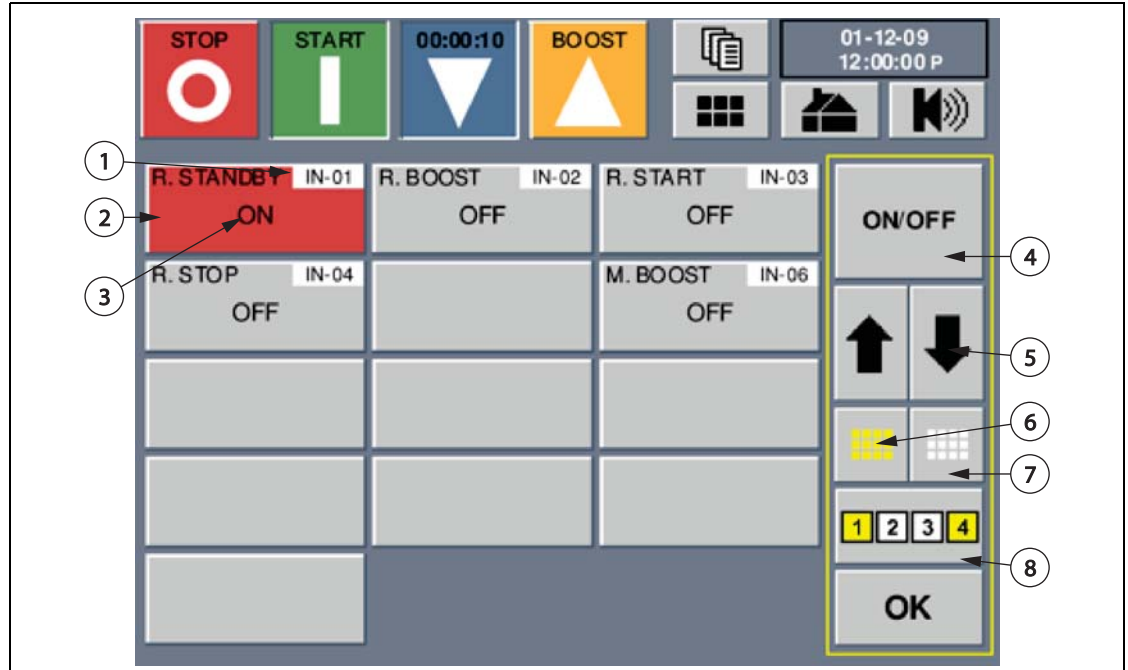 STOP START 00:00:10 BOOST
01-12-09
12:00:00 P
1
R. STANDBY IN-01 R. BOOST IN-02 R. START IN-03
2
ON OFF OFF ON/OFF
4
3
R. STOP IN-04 M. BOOST IN-06
OFF OFF
5
6
7
1 2 3 4
8
OK